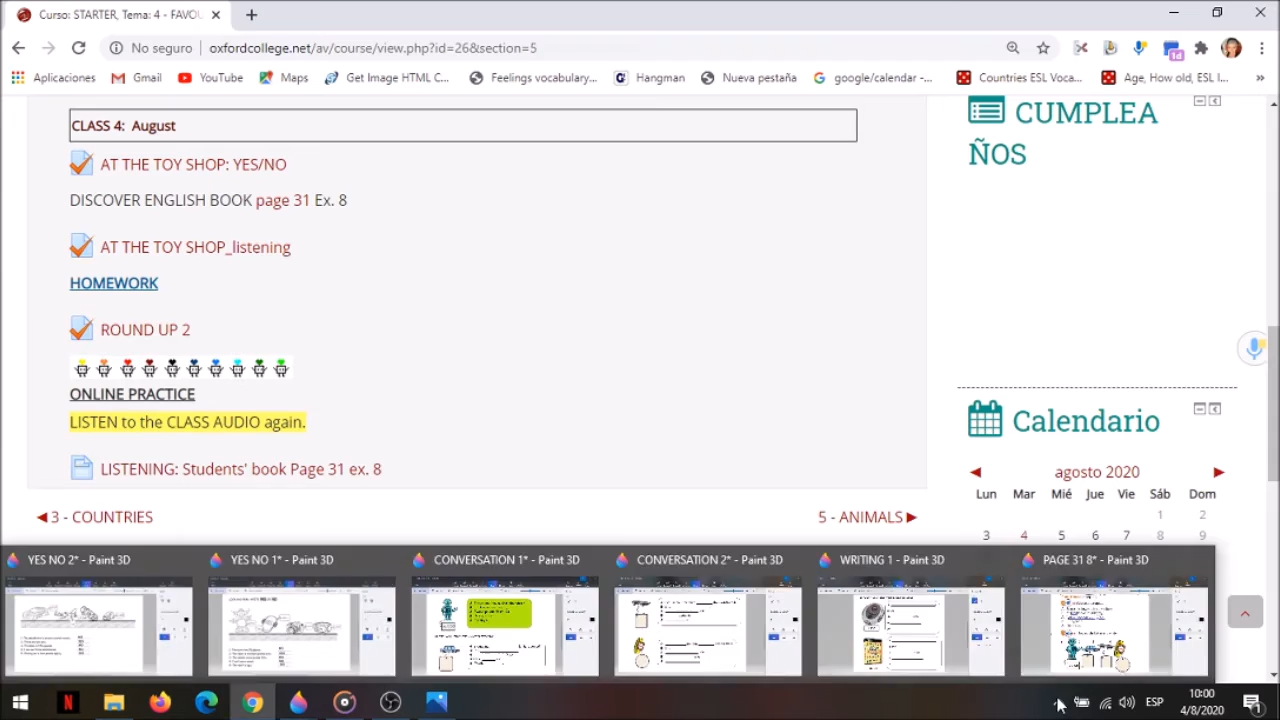 Curso: STARTER, Tema: 4 - FAVOU
No seguro
oxfordcollege.net/av/course/view.php?id=26&section=5
Aplicaciones
Gmail
YouTube
Maps
Get Image HTML C...
Feelings vocabulary...
Hangman
Nueva pestaña
google/calendar -...
Countries ESL Voca...
Age, How old, ESL I...
»
CLASS 4: August
AT THE TOY SHOP: YES/NO
DISCOVER ENGLISH BOOK page 31 Ex. 8
AT THE TOY SHOP_listening
HOMEWORK
ROUND UP 2
ONLINE PRACTICE
LISTEN to the CLASS AUDIO again.
LISTENING: Students' book Page 31 ex. 8
◀ 3 - COUNTRIES
5 - ANIMALS ▶
CUMPLEA
ÑOS
Calendario
◀ agosto 2020 ▶
Lun Mar Mié Jue Vie Sáb Dom
1 2
3 4 5 6 7 8 9
YES NO 2* - Paint 3D
YES NO 1* - Paint 3D
CONVERSATION 1* - Paint 3D
CONVERSATION 2* - Paint 3D
WRITING 1 - Paint 3D
PAGE 31 8* - Paint 3D
1d
N
ESP
10:00
4/8/2020
1